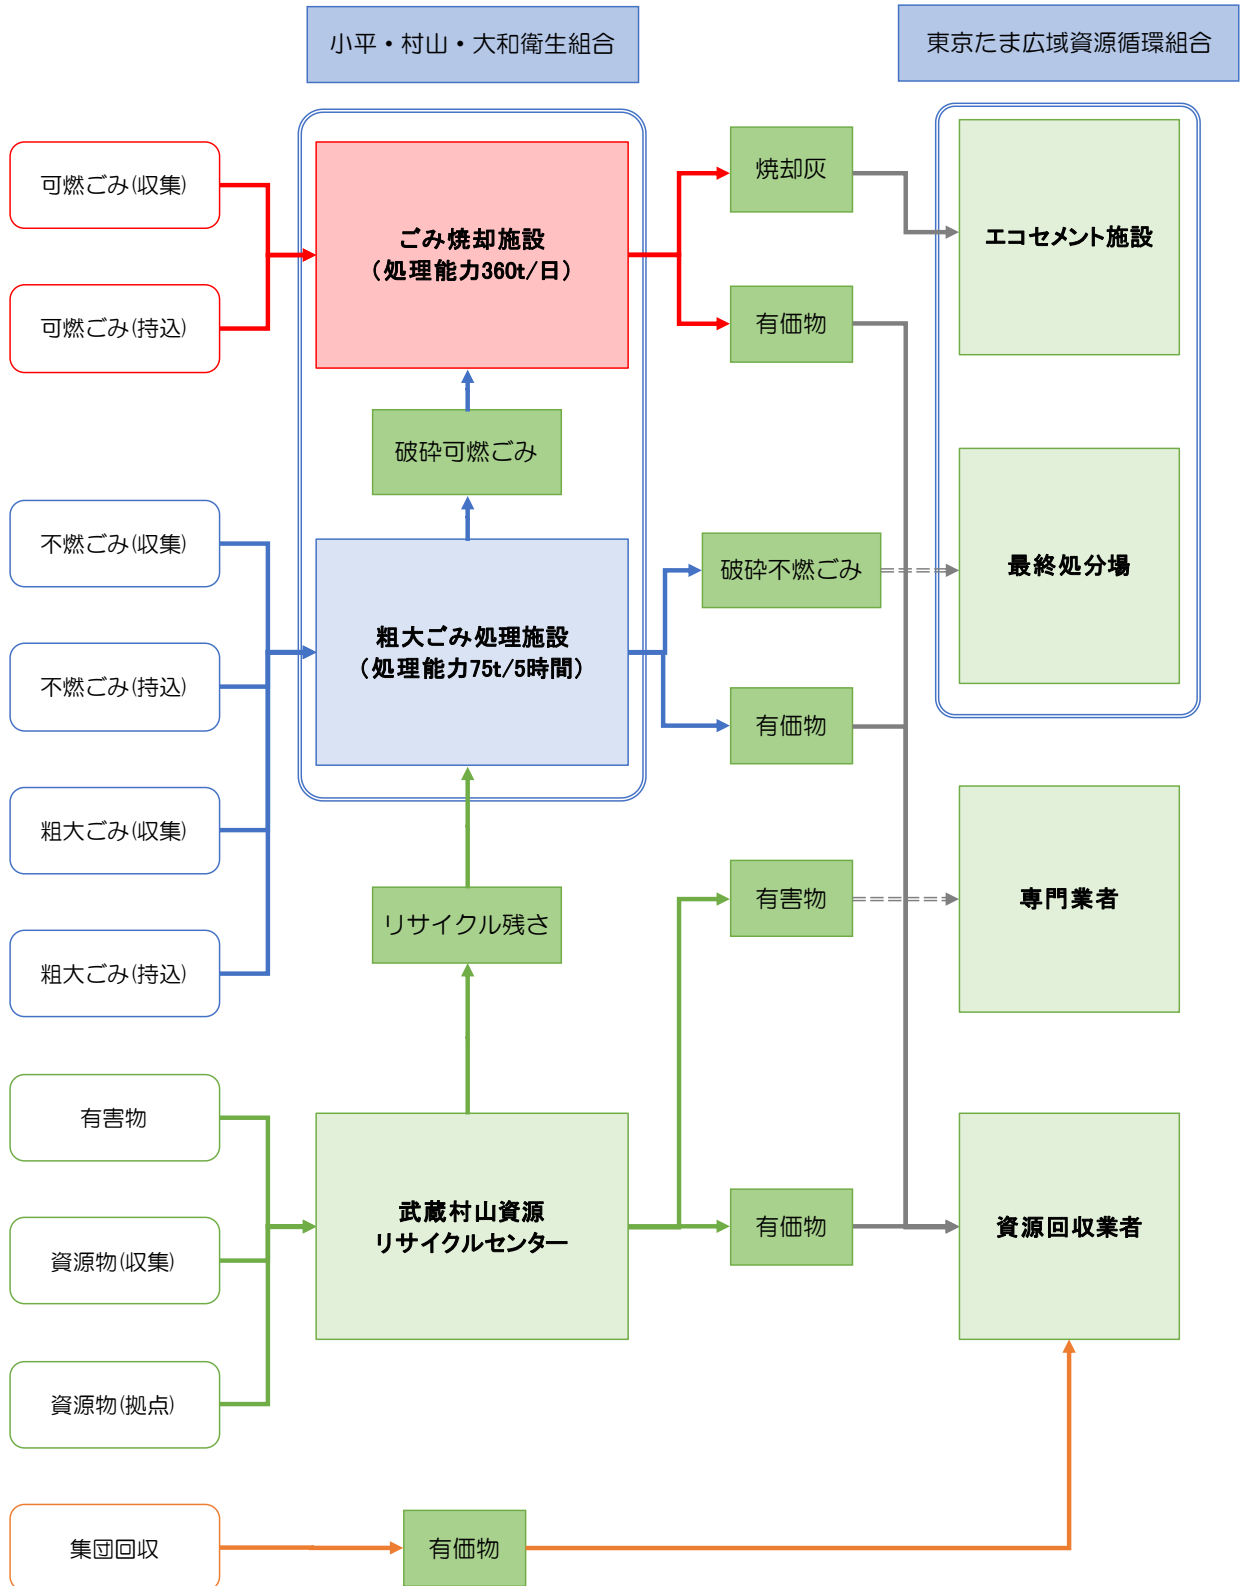 小平・村山・大和衛生組合
東京たま広域資源循環組合
可燃ごみ(収集)
可燃ごみ(持込)
ごみ焼却施設
（処理能力360t/日）
焼却灰
有価物
エコセメント施設
破砕可燃ごみ
不燃ごみ(収集)
不燃ごみ(持込)
粗大ごみ(収集)
粗大ごみ(持込)
粗大ごみ処理施設
（処理能力75t/5時間）
破砕不燃ごみ
有価物
最終処分場
リサイクル残さ
有害物
専門業者
有害物
資源物(収集)
資源物(拠点)
武蔵村山資源
リサイクルセンター
有価物
資源回収業者
集団回収
有価物